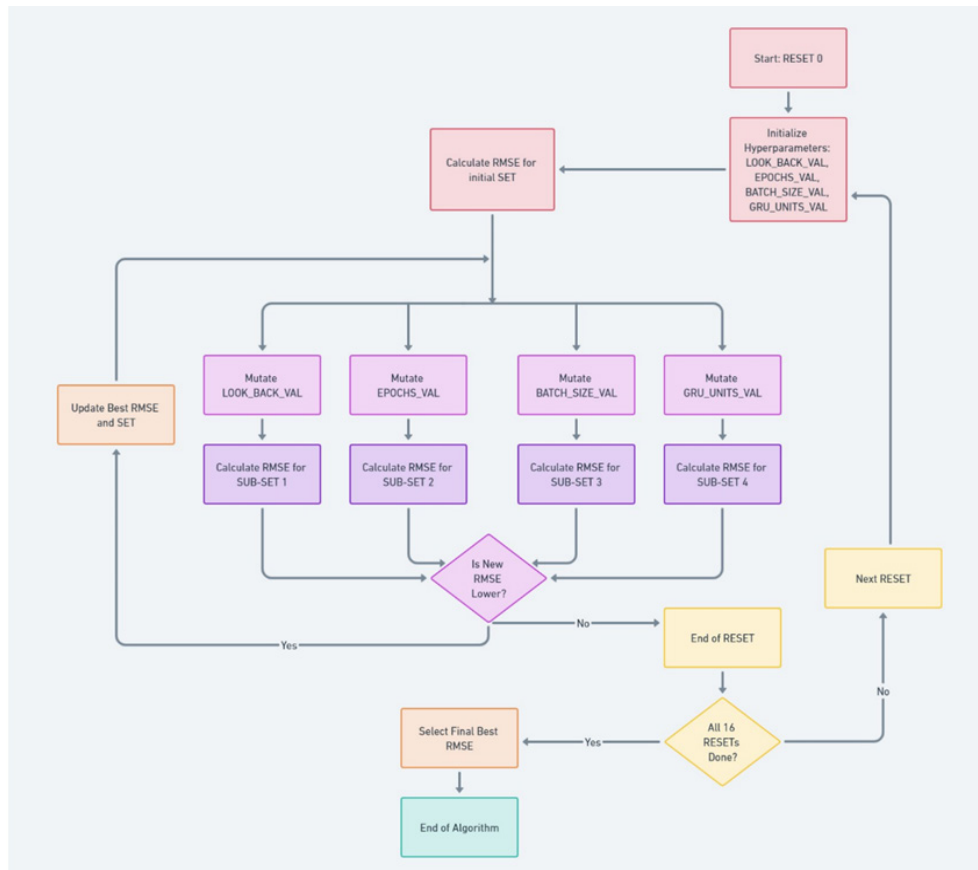 Start: RESET 0
Initialize
Hyperparameters:
LOOK_BACK_VAL,
EPOCHS_VAL,
BATCH_SIZE_VAL,
GRU_UNITS_VAL
Calculate RMSE for
initial SET
Mutate
LOOK_BACK_VAL
Mutate
EPOCHS_VAL
Mutate
BATCH_SIZE_VAL
Mutate
GRU_UNITS_VAL
Update Best RMSE
and SET
Calculate RMSE for
SUB-SET 1
Calculate RMSE for
SUB-SET 2
Calculate RMSE for
SUB-SET 3
Calculate RMSE for
SUB-SET 4
Is New
RMSE
Lower?
Yes
No
End of RESET
Next RESET
All 16
RESETs
Done?
No
Yes
Select Final Best
RMSE
End of Algorithm